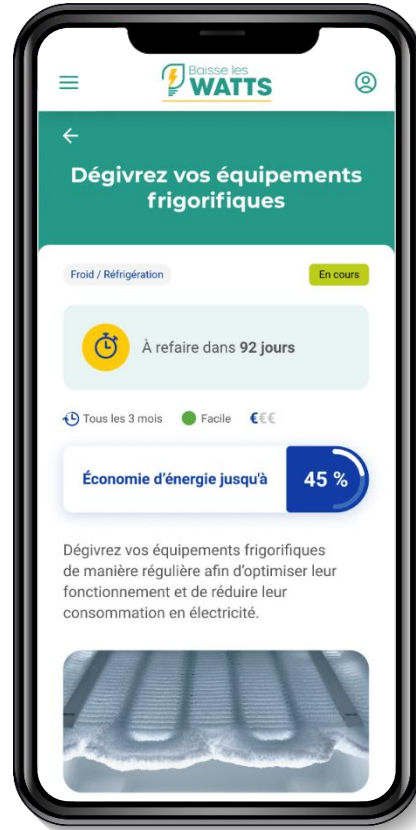 Baisse les
WATTS
Dégivrez vos équipements
frigorifiques
Froid / Réfrigération
En cours
À refaire dans 92 jours
Tous les 3 mois
Facile
€€€
Économie d'énergie jusqu'à
45 %
Dégivrez vos équipements frigorifiques
de manière régulière afin d'optimiser leur
fonctionnement et de réduire leur
consommation en électricité.